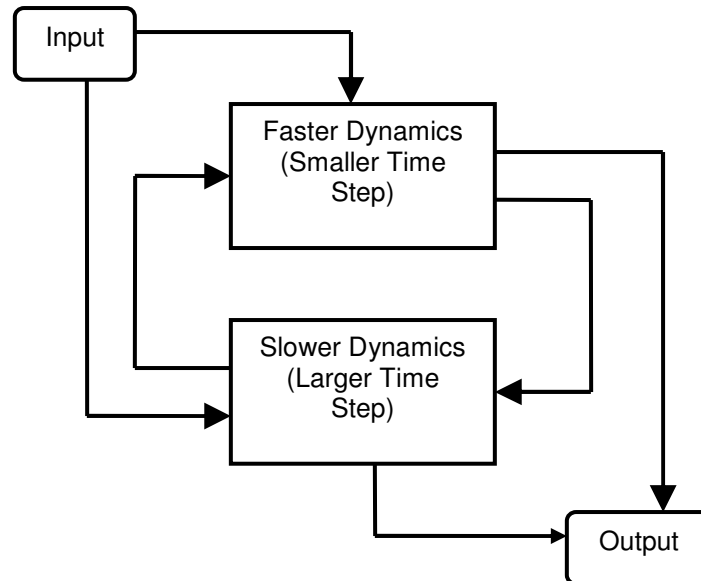 Input
Faster Dynamics
(Smaller Time
Step)
Slower Dynamics
(Larger Time
Step)
Output